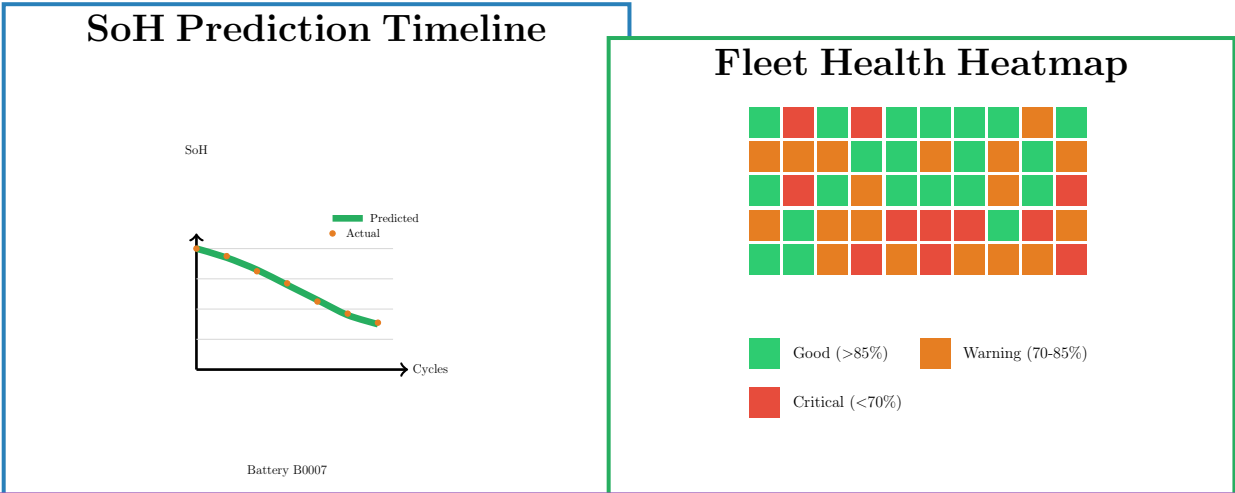 SoH Prediction Timeline
SoH
Predicted
Actual
Cycles
Battery B0007
Fleet Health Heatmap
Good (>85%)
Warning (70-85%)
Critical (<70%)